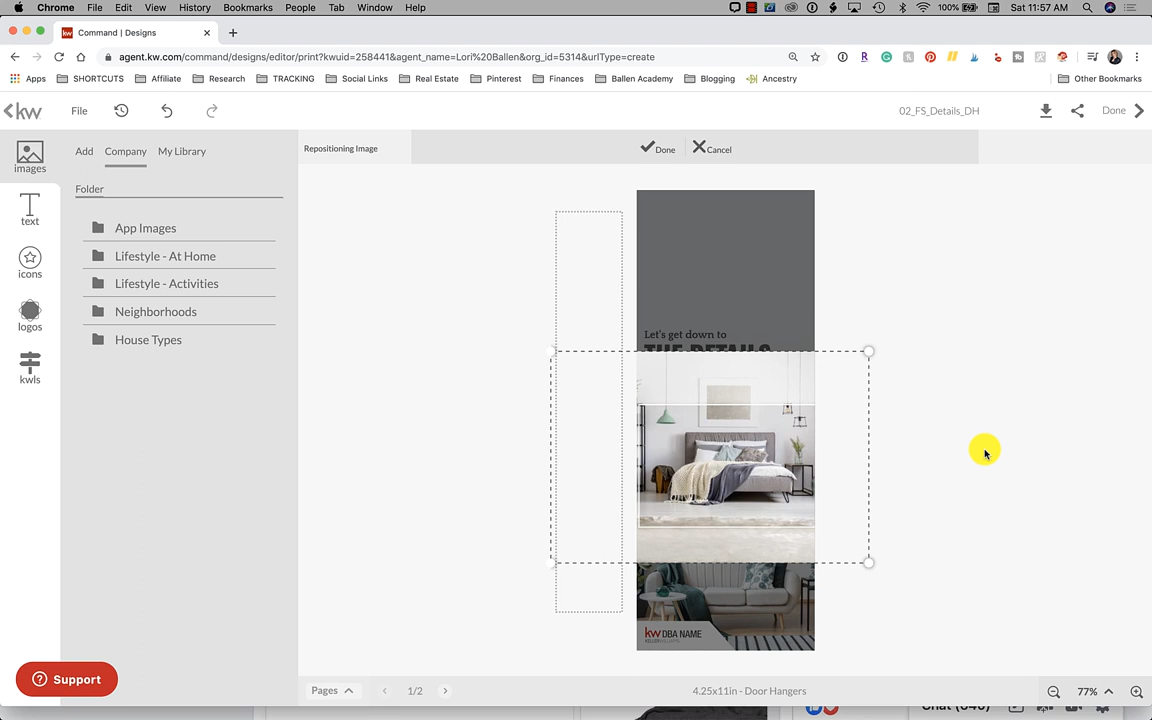 Chrome File Edit View History Bookmarks People Tab Window Help 100% Sat 11:57 AM
Command | Designs
agent.kw.com/command/designs/editor/print?kwuid=258441&agent_name=Lori%20Ballen&org_id=5314&urlType=create
Apps SHORTCUTS Affiliate Research TRACKING Social Links Real Estate Pinterest Finances Ballen Academy Blogging Ancestry Other Bookmarks
kw File 02_FS_Details_DH Done
images
text
icons
logos
kwls
Add Company My Library
Folder
App Images
Lifestyle - At Home
Lifestyle - Activities
Neighborhoods
House Types
Repositioning Image Done Cancel
Let's get down to
THE DETAILS
kw DBA NAME
KELLERWILLIAMS
Support
Pages 1/2 4.25x11in - Door Hangers 77%